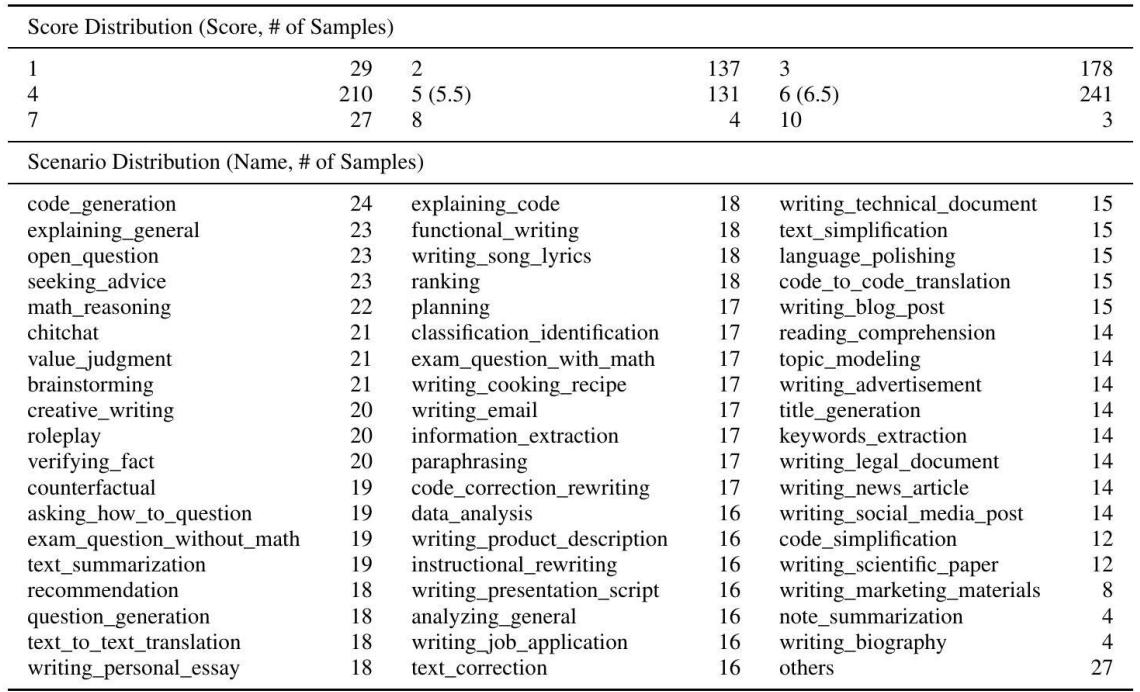 Score Distribution (Score, # of Samples)
1 29 2 137 3 178
4 210 5 (5.5) 131 6 (6.5) 241
7 27 8 4 10 3
Scenario Distribution (Name, # of Samples)
code_generation 24 explaining_code 18 writing_technical_document 15
explaining_general 23 functional_writing 18 text_simplification 15
open_question 23 writing_song_lyrics 18 language_polishing 15
seeking_advice 23 ranking 18 code_to_code_translation 15
math_reasoning 22 planning 17 writing_blog_post 15
chitchat 21 classification_identification 17 reading_comprehension 14
value_judgment 21 exam_question_with_math 17 topic_modeling 14
brainstorming 21 writing_cooking_recipe 17 writing_advertisement 14
creative_writing 20 writing_email 17 title_generation 14
roleplay 20 information_extraction 17 keywords_extraction 14
verifying_fact 20 paraphrasing 17 writing_legal_document 14
counterfactual 19 code_correction_rewriting 17 writing_news_article 14
asking_how_to_question 19 data_analysis 16 writing_social_media_post 14
exam_question_without_math 19 writing_product_description 16 code_simplification 12
text_summarization 19 instructional_rewriting 16 writing_scientific_paper 12
recommendation 18 writing_presentation_script 16 writing_marketing_materials 8
question_generation 18 analyzing_general 16 note_summarization 4
text_to_text_translation 18 writing_job_application 16 writing_biography 4
writing_personal_essay 18 text_correction 16 others 27